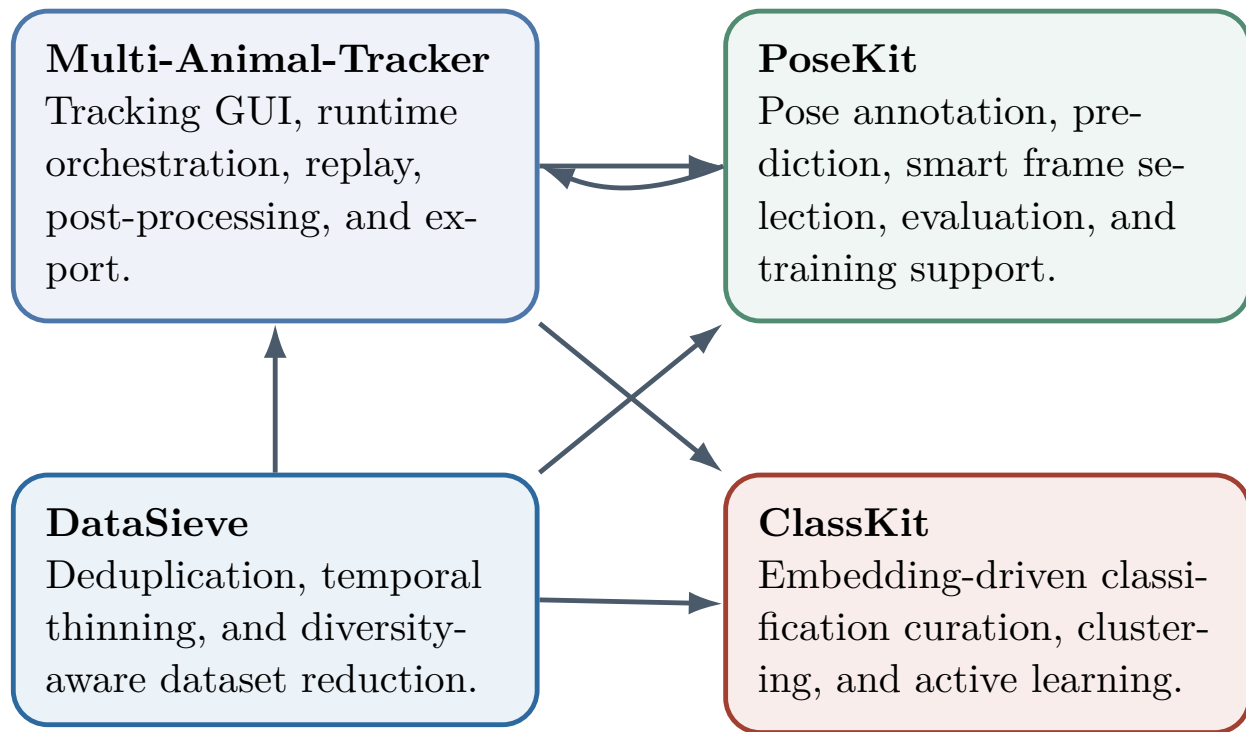 Multi-Animal-Tracker
Tracking GUI, runtime
orchestration, replay,
post-processing, and ex-
port.
PoseKit
Pose annotation, pre-
diction, smart frame se-
lection, evaluation, and
training support.
DataSieve
Deduplication, temporal
thinning, and diversity-
aware dataset reduction.
ClassKit
Embedding-driven classi-
fication curation, cluster-
ing, and active learning.